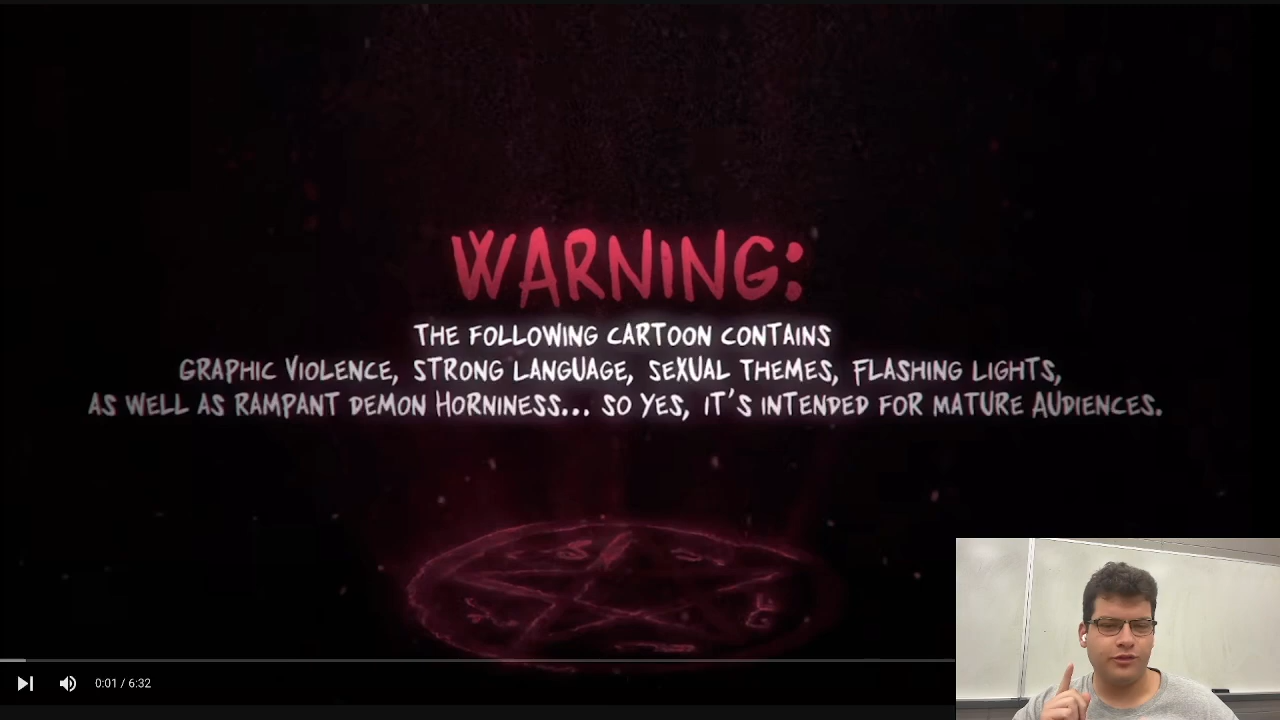 WARNING:
THE FOLLOWING CARTOON CONTAINS
GRAPHIC VIOLENCE, STRONG LANGUAGE, SEXUAL THEMES, FLASHING LIGHTS,
AS WELL AS RAMPANT DEMON HORNINESS... SO YES, IT'S INTENDED FOR MATURE AUDIENCES.
0:01 / 6:32